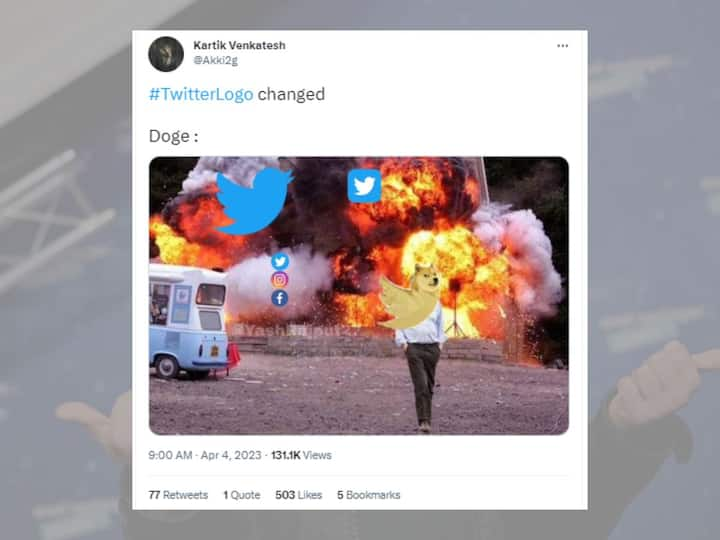 Kartik Venkatesh
@Akki2g
#TwitterLogo changed
Doge :
9:00 AM · Apr 4, 2023 · 131.1K Views
77 Retweets 1 Quote 503 Likes 5 Bookmarks